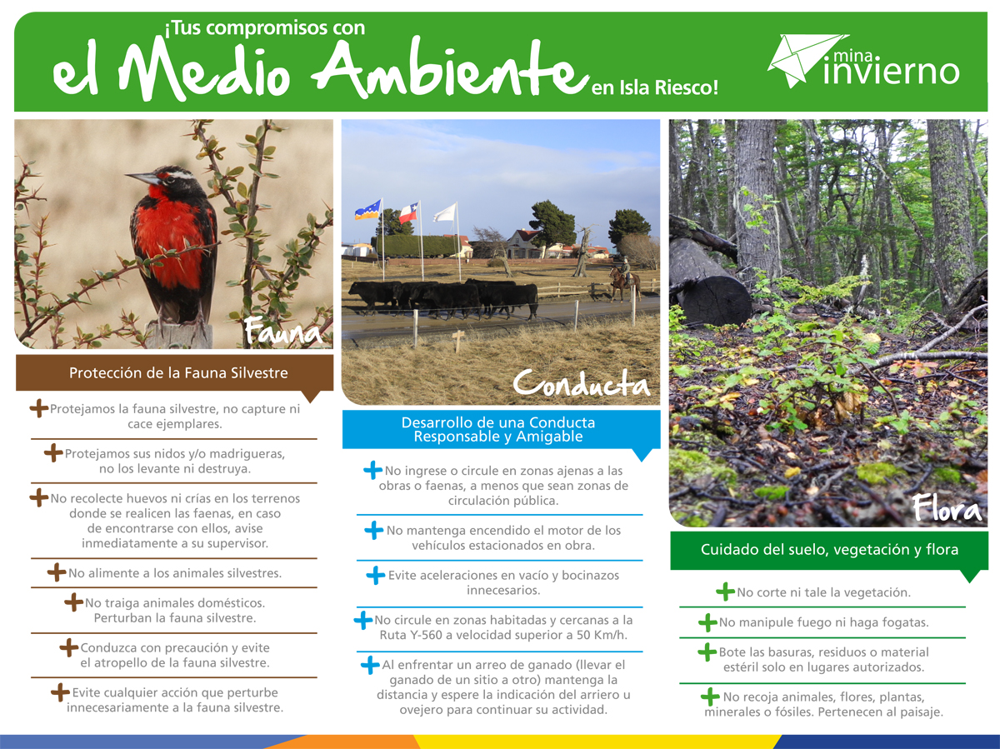 ¡Tus compromisos con
el Medio Ambiente en Isla Riesco!
mina
invierno
Fauna
Protección de la Fauna Silvestre
Protejamos la fauna silvestre, no capture ni
cace ejemplares.
Protejamos sus nidos y/o madrigueras,
no los levante ni destruya.
No recolecte huevos ni crías en los terrenos
donde se realicen las faenas, en caso
de encontrarse con ellos, avise
inmediatamente a su supervisor.
No alimente a los animales silvestres.
No traiga animales domésticos.
Perturban la fauna silvestre.
Conduzca con precaución y evite
el atropello de la fauna silvestre.
Evite cualquier acción que perturbe
innecesariamente a la fauna silvestre.
Conducta
Desarrollo de una Conducta
Responsable y Amigable
No ingrese o circule en zonas ajenas a las
obras o faenas, a menos que sean zonas de
circulación pública.
No mantenga encendido el motor de los
vehículos estacionados en obra.
Evite aceleraciones en vacío y bocinazos
innecesarios.
No circule en zonas habitadas y cercanas a la
Ruta Y-560 a velocidad superior a 50 Km/h.
Al enfrentar un arreo de ganado (llevar el
ganado de un sitio a otro) mantenga la
distancia y espere la indicación del arriero u
ovejero para continuar su actividad.
Flora
Cuidado del suelo, vegetación y flora
No corte ni tale la vegetación.
No manipule fuego ni haga fogatas.
Bote las basuras, residuos o material
estéril solo en lugares autorizados.
No recoja animales, flores, plantas,
minerales o fósiles. Pertenecen al paisaje.